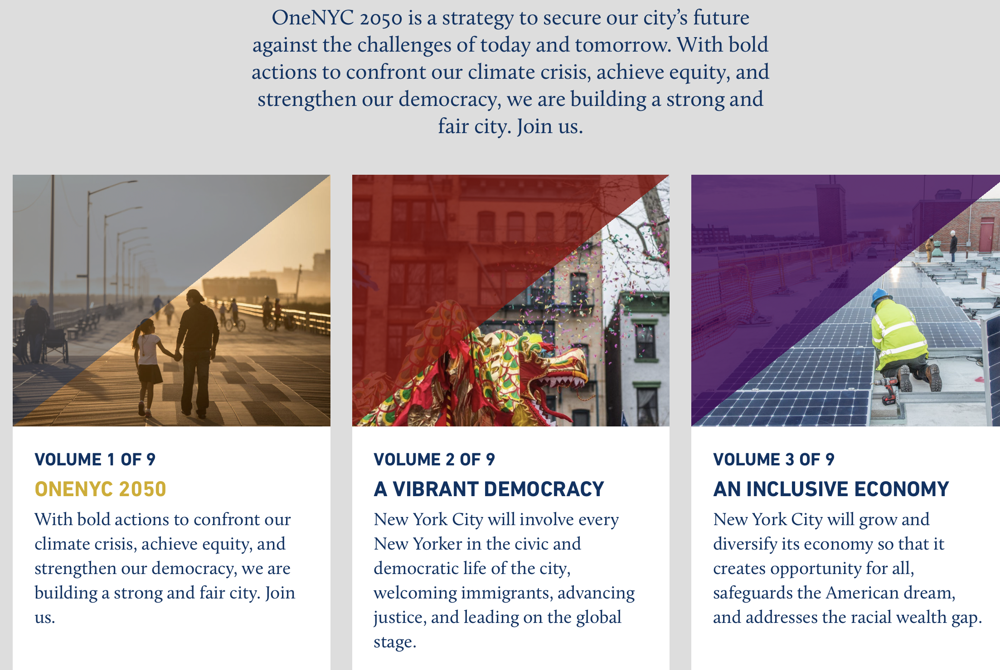 OneNYC 2050 is a strategy to secure our city’s future
against the challenges of today and tomorrow. With bold
actions to confront our climate crisis, achieve equity, and
strengthen our democracy, we are building a strong and
fair city. Join us.
VOLUME 1 OF 9
ONENYC 2050
With bold actions to confront our
climate crisis, achieve equity, and
strengthen our democracy, we are
building a strong and fair city. Join
us.
VOLUME 2 OF 9
A VIBRANT DEMOCRACY
New York City will involve every
New Yorker in the civic and
democratic life of the city,
welcoming immigrants, advancing
justice, and leading on the global
stage.
VOLUME 3 OF 9
AN INCLUSIVE ECONOMY
New York City will grow and
diversify its economy so that it
creates opportunity for all,
safeguards the American dream,
and addresses the racial wealth gap.